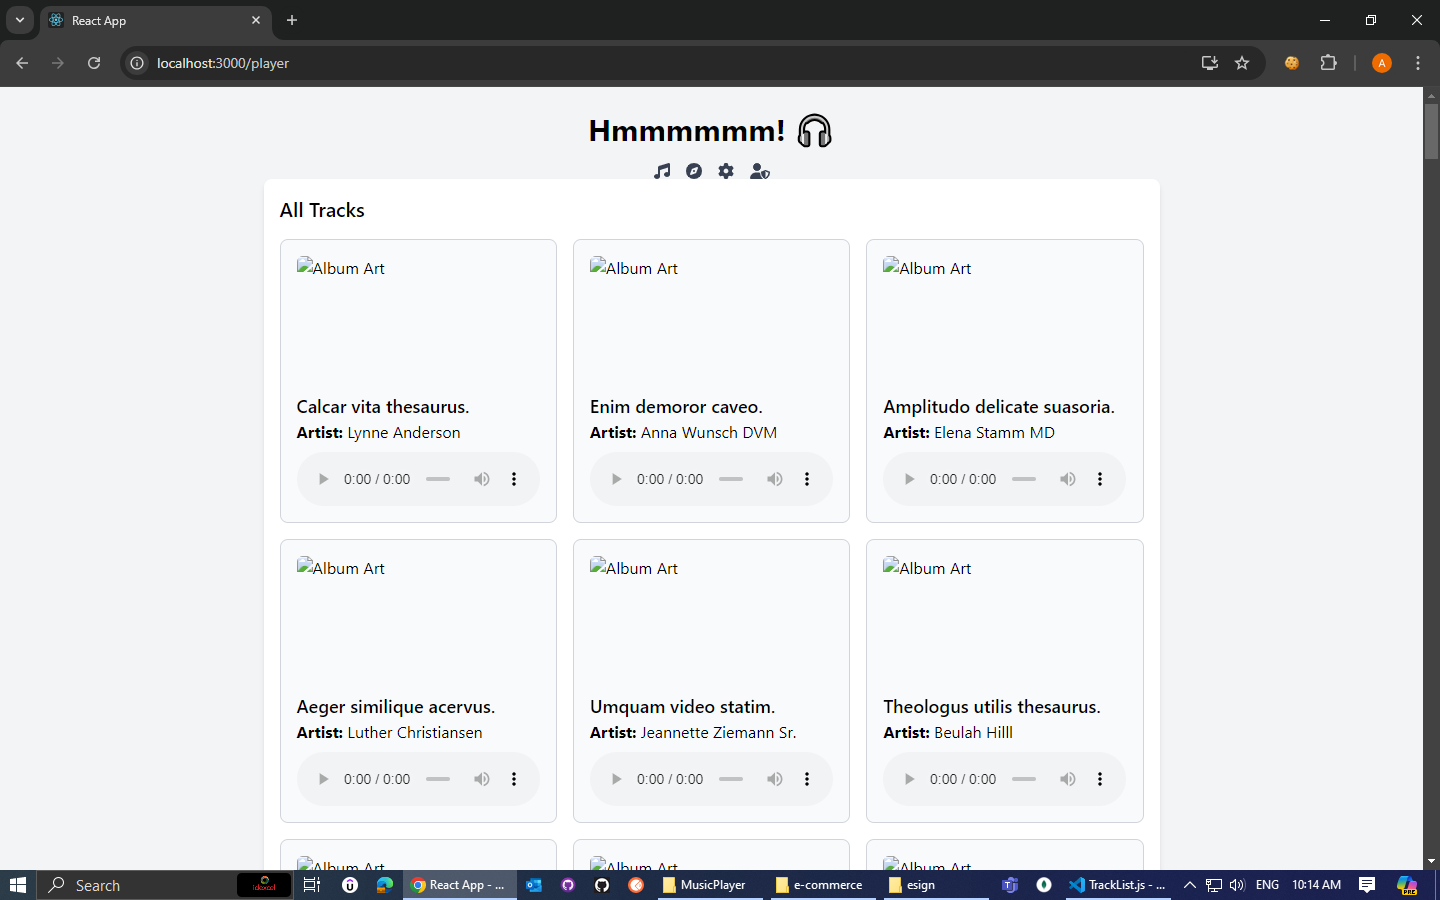 React App
localhost:3000/player
A
Hmmmmmm!
All Tracks
Album Art Album Art Album Art
Calcar vita thesaurus. Enim demoror caveo. Amplitudo delicate suasoria.
Artist: Lynne Anderson Artist: Anna Wunsch DVM Artist: Elena Stamm MD
0:00 / 0:00 0:00 / 0:00 0:00 / 0:00
Album Art Album Art Album Art
Aeger similique acervus. Umquam video statim. Theologus utilis thesaurus.
Artist: Luther Christiansen Artist: Jeannette Ziemann Sr. Artist: Beulah Hilll
0:00 / 0:00 0:00 / 0:00 0:00 / 0:00
Album Art Album Art Album Art
Search idexcel React App - ... MusicPlayer e-commerce esign TrackList.js - ... ENG 10:14 AM PRE